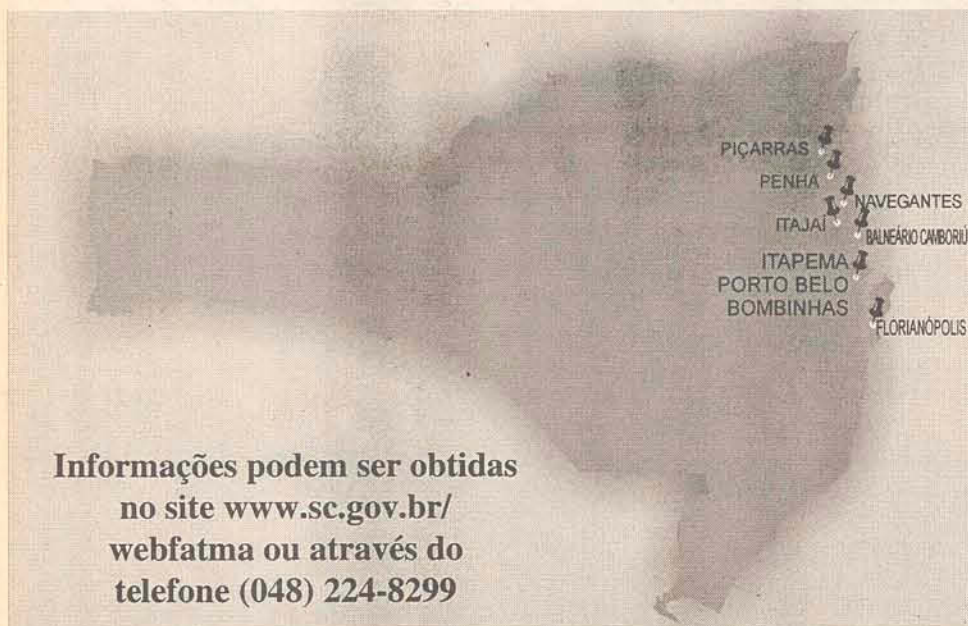 PIÇARRAS
PENHA
NAVEGANTES
ITAJAÍ
BALNEÁRIO CAMBORIÚ
ITAPEMA
PORTO BELO
BOMBINHAS
FLORIANÓPOLIS
Informações podem ser obtidas
no site www.sc.gov.br/
webfatma ou através do
telefone (048) 224-8299